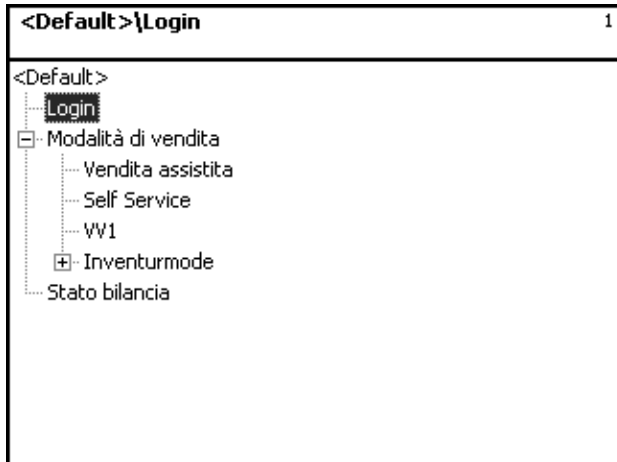 <Default>\Login 1
<Default>
Login
Modalità di vendita
Vendita assistita
Self Service
VV1
Inventurmode
Stato bilancia